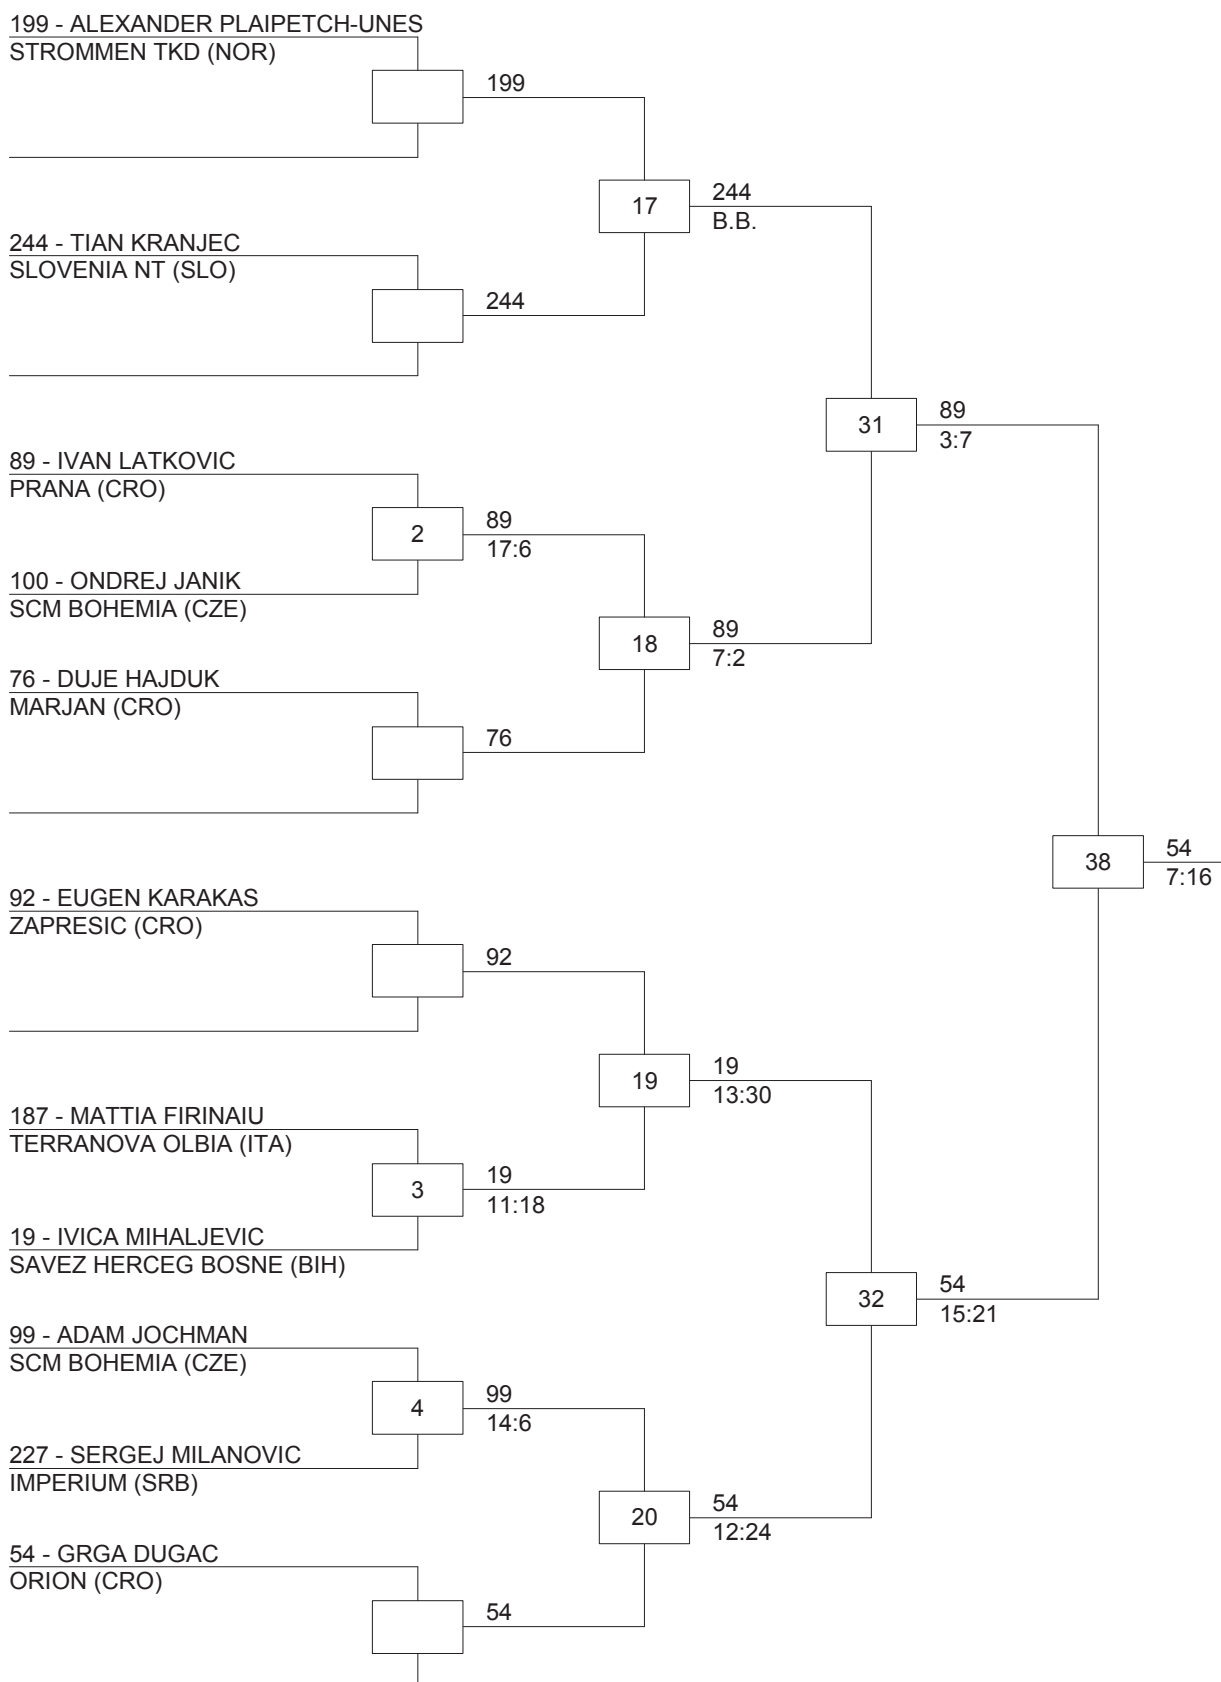 199 - ALEXANDER PLAIPETCH-UNES
STROMMEN TKD (NOR)
199
17
244
B.B.
244 - TIAN KRANJEC
SLOVENIA NT (SLO)
244
31
89
3:7
89 - IVAN LATKOVIC
PRANA (CRO)
2
89
17:6
100 - ONDREJ JANIK
SCM BOHEMIA (CZE)
18
89
7:2
76 - DUJE HAJDUK
MARJAN (CRO)
76
38
54
7:16
92 - EUGEN KARAKAS
ZAPRESIC (CRO)
92
19
19
13:30
187 - MATTIA FIRINAIU
TERRANOVA OLBIA (ITA)
3
19
11:18
19 - IVICA MIHALJEVIC
SAVEZ HERCEG BOSNE (BIH)
32
54
15:21
99 - ADAM JOCHMAN
SCM BOHEMIA (CZE)
4
99
14:6
227 - SERGEJ MILANOVIC
IMPERIUM (SRB)
20
54
12:24
54 - GRGA DUGAC
ORION (CRO)
54